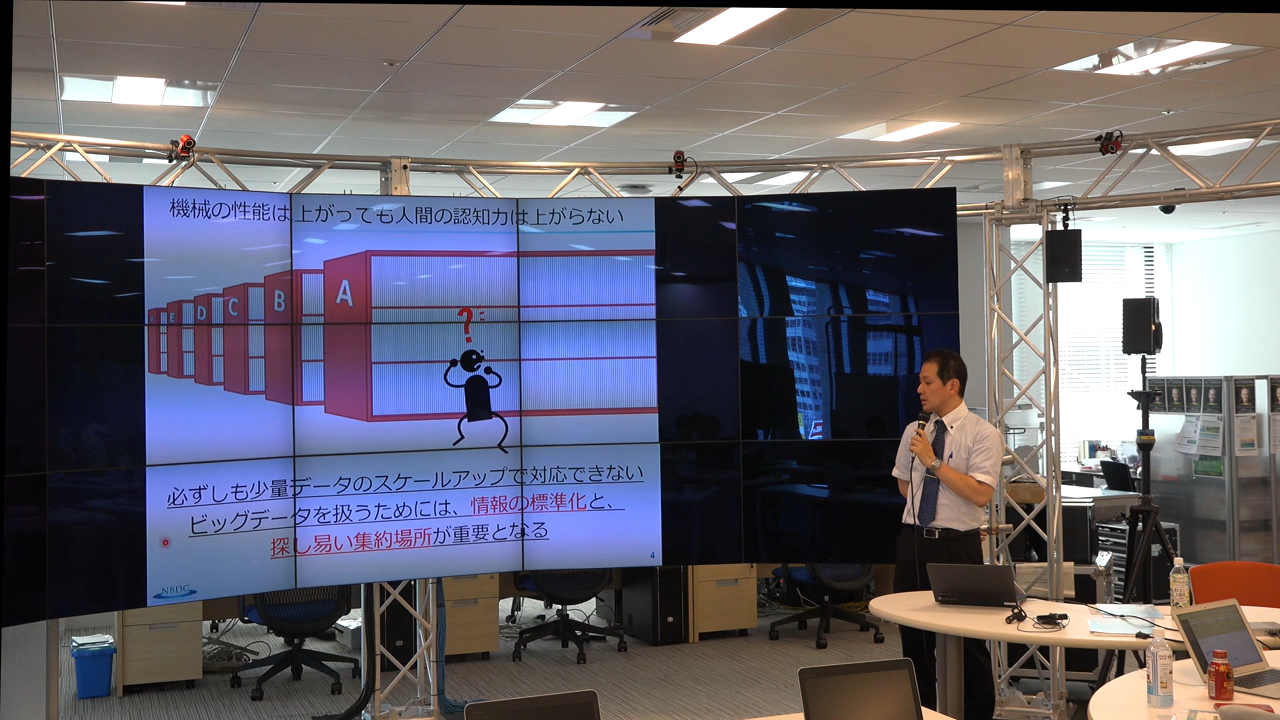 機械の性能は上がっても人間の認知力は上がらない
E D C B A
?
必ずしも少量データのスケールアップで対応できない
ビッグデータを扱うためには、情報の標準化と、
探し易い集約場所が重要となる
4
NBDC